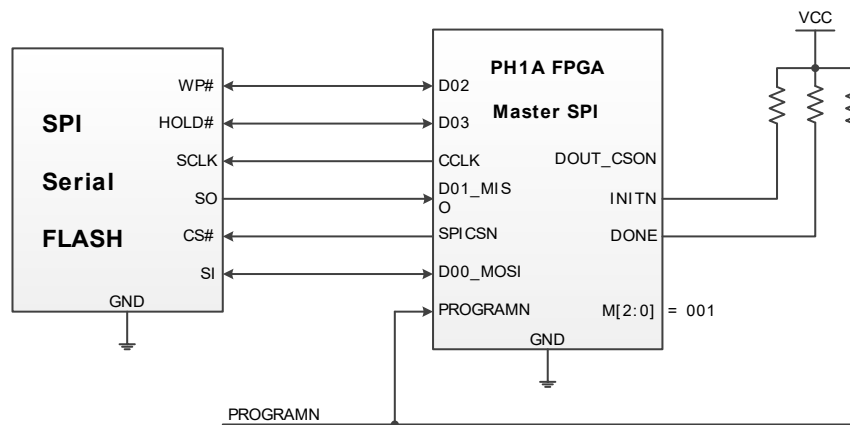 VCC
WP#
HOLD#
SCLK
SO
CS#
SI
SPI
Serial
FLASH
GND
PH1A FPGA
Master SPI
D02
D03
CCLK
D01_MIS
O
SPICSN
D00_MOSI
PROGRAMN
DOUT_CSON
INITN
DONE
M[2:0] = 001
GND
PROGRAMN